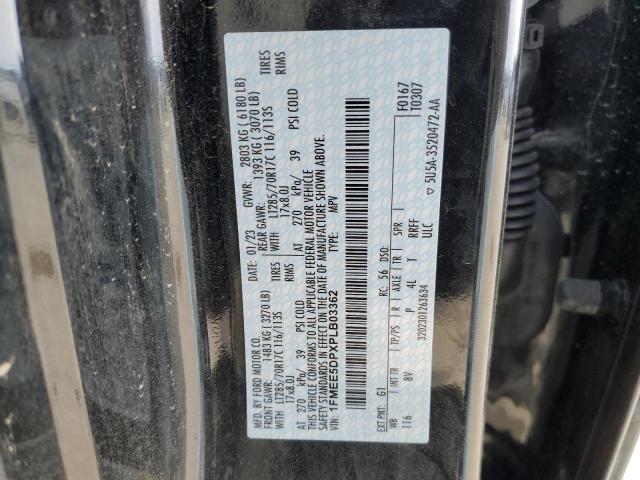 MFD. BY FORD MOTOR CO.
DATE: 01/23
GVWR: 2803 KG ( 6180 LB)
FRONT GAWR: 1483 KG ( 3270 LB)
REAR GAWR: 1393 KG ( 3070 LB)
WITH LT285/70R17C 116/113S TIRES
WITH LT285/70R17C 116/113S TIRES
17x8.0J RIMS
17x8.0J RIMS
AT 270 kPa/ 39 PSI COLD
AT 270 kPa/ 39 PSI COLD
THIS VEHICLE CONFORMS TO ALL APPLICABLE FEDERAL MOTOR VEHICLE
SAFETY STANDARDS IN EFFECT ON THE DATE OF MANUFACTURE SHOWN ABOVE.
VIN: 1FMEE5DPXPLB03362
TYPE: MPV
F0167
T0307
EXT PNT: G1 RC: 56 DSO:
WB INT TR TP/PS R AXLE TR SPR
116 8V P 4L T RRFF
ULC
3202301263634
▽ 5U5A-3520472-AA